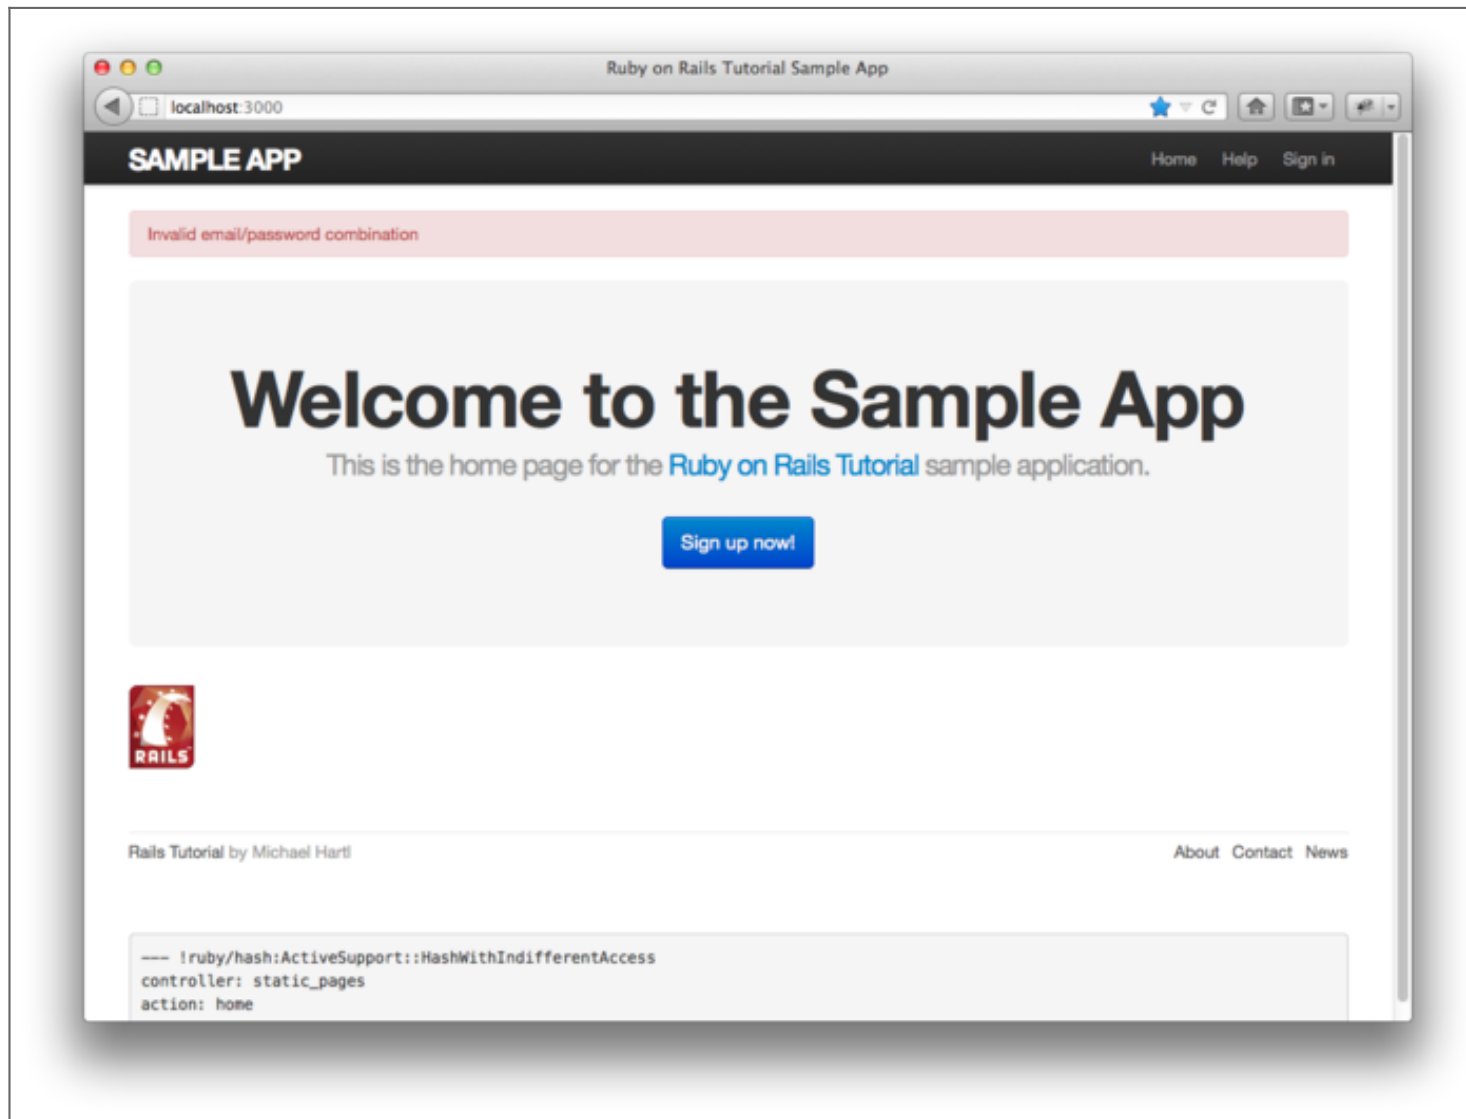 Ruby on Rails Tutorial Sample App
localhost:3000
SAMPLE APP
Home Help Sign in
Invalid email/password combination
Welcome to the Sample App
This is the home page for the Ruby on Rails Tutorial sample application.
Sign up now!
RAILS
Rails Tutorial by Michael Hartl
About Contact News
--- !ruby/hash:ActiveSupport::HashWithIndifferentAccess
controller: static_pages
action: home